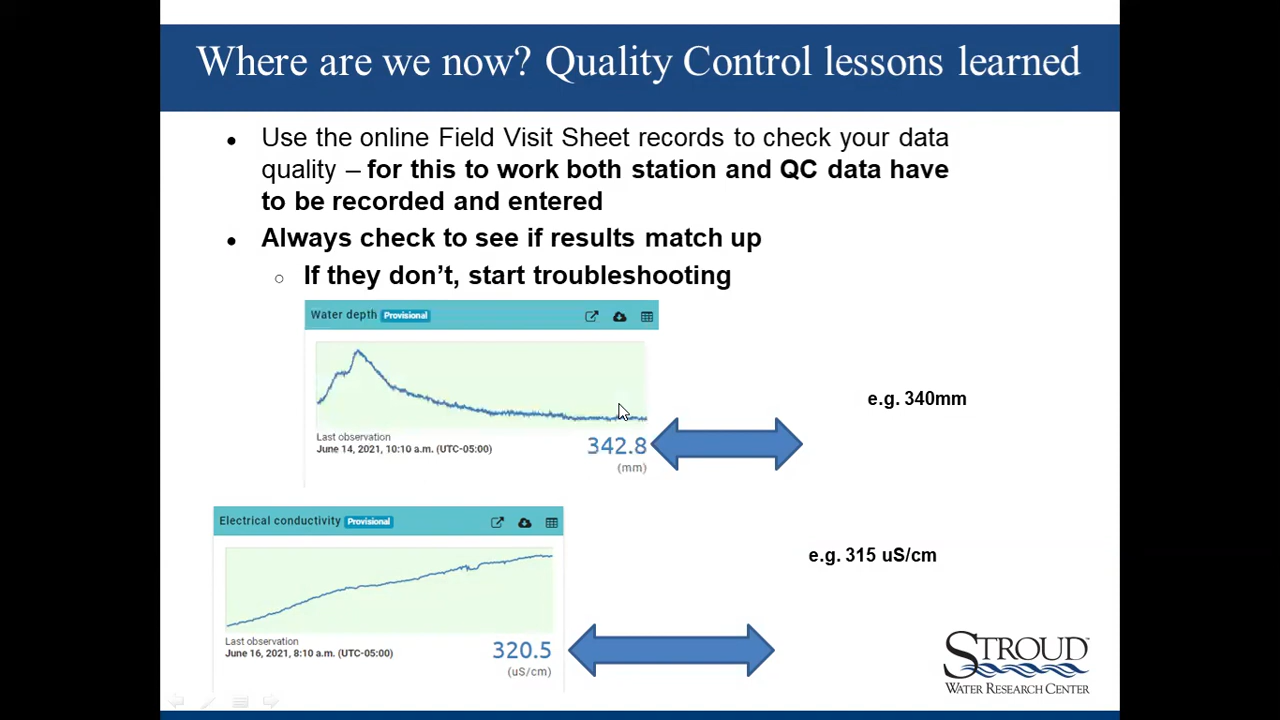 Where are we now? Quality Control lessons learned
● Use the online Field Visit Sheet records to check your data
quality – for this to work both station and QC data have
to be recorded and entered
● Always check to see if results match up
○ If they don’t, start troubleshooting
Water depth Provisional
Last observation
June 14, 2021, 10:10 a.m. (UTC-05:00)
342.8
(mm)
e.g. 340mm
Electrical conductivity Provisional
Last observation
June 16, 2021, 8:10 a.m. (UTC-05:00)
320.5
(uS/cm)
e.g. 315 uS/cm
STROUD™
WATER RESEARCH CENTER